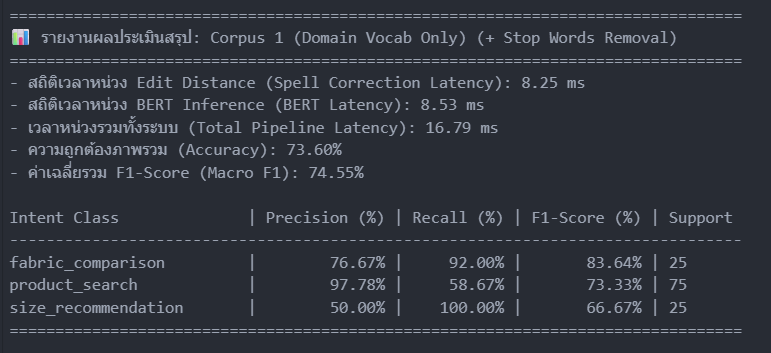 ================================================================================
📊 รายงานผลประเมินสรุป: Corpus 1 (Domain Vocab Only) (+ Stop Words Removal)
================================================================================
- สถิติเวลาหน่วง Edit Distance (Spell Correction Latency): 8.25 ms
- สถิติเวลาหน่วง BERT Inference (BERT Latency): 8.53 ms
- เวลาหน่วงรวมทั้งระบบ (Total Pipeline Latency): 16.79 ms
- ความถูกต้องภาพรวม (Accuracy): 73.60%
- ค่าเฉลี่ยรวม F1-Score (Macro F1): 74.55%

Intent Class | Precision (%) | Recall (%) | F1-Score (%) | Support
--------------------------------------------------------------------------------
fabric_comparison | 76.67% | 92.00% | 83.64% | 25
product_search | 97.78% | 58.67% | 73.33% | 75
size_recommendation | 50.00% | 100.00% | 66.67% | 25
================================================================================